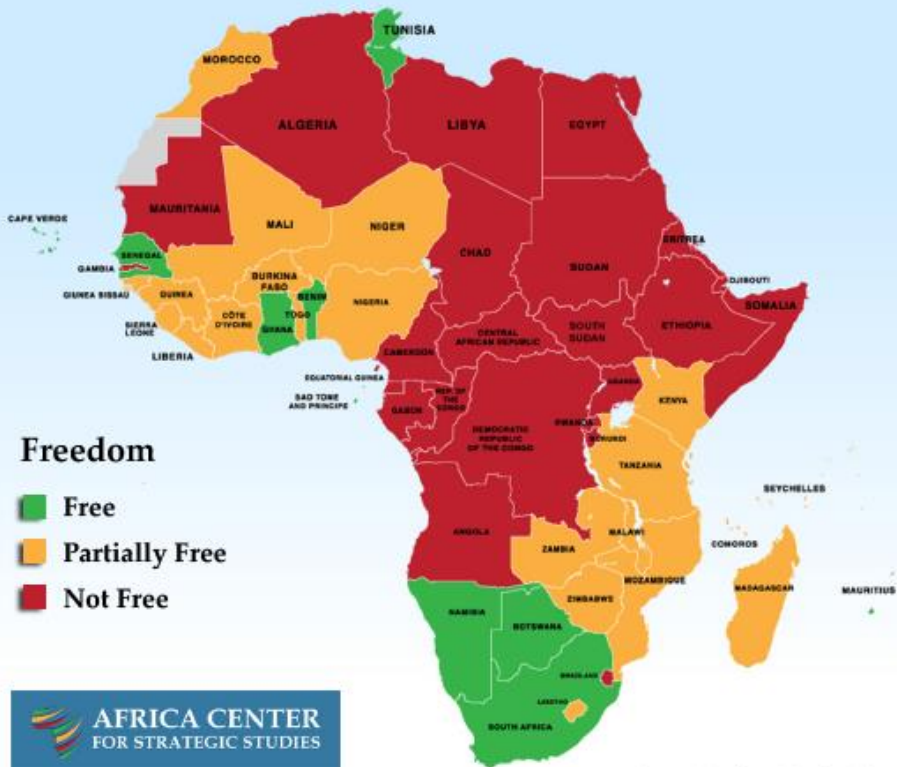 TUNISIA
MOROCCO
ALGERIA
LIBYA
EGYPT
MAURITANIA
MALI
NIGER
CAPE VERDE
CHAD
SUDAN
ERITREA
SENEGAL
GAMBIA
DJIBOUTI
GIUNEA BISSAU
GUINEA
BURKINA
FASO
BENIN
NIGERIA
SOMALIA
CÔTE
D'IVOIRE
TOGO
GHANA
SIERRA
LEONE
LIBERIA
CENTRAL
AFRICAN REPUBLIC
SOUTH
SUDAN
ETHIOPIA
CAMEROON
EQUATORIAL GUINEA
SAO TOME
AND PRINCIPE
GABON
REP. OF
THE
CONGO
UGANDA
KENYA
RWANDA
BURUNDI
DEMOCRATIC
REPUBLIC
OF THE CONGO
TANZANIA
SEYCHELLES
COMOROS
ANGOLA
ZAMBIA
MALAWI
MOZAMBIQUE
MADAGASCAR
MAURITIUS
ZIMBABWE
NAMIBIA
BOTSWANA
SWAZILAND
LESOTHO
SOUTH AFRICA
Freedom
Free
Partially Free
Not Free
AFRICA CENTER
FOR STRATEGIC STUDIES